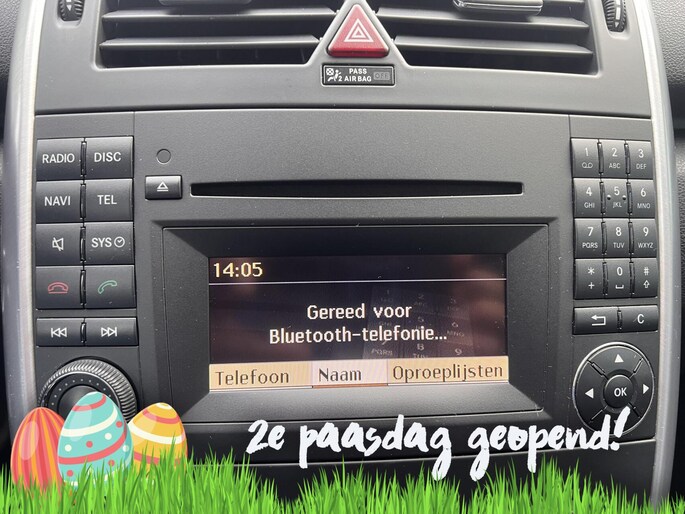 PASS
AIR BAG OFF
2
RADIO DISC
NAVI TEL
SYS
14:05
Gereed voor
Bluetooth-telefonie...
Telefoon Naam Oproeplijsten
1 2 ABC 3 DEF
4 GHI 5 JKL 6 MNO
7 PQRS 8 TUV 9 WXYZ
* + 0 #
C
OK
2e paasdag geopend!